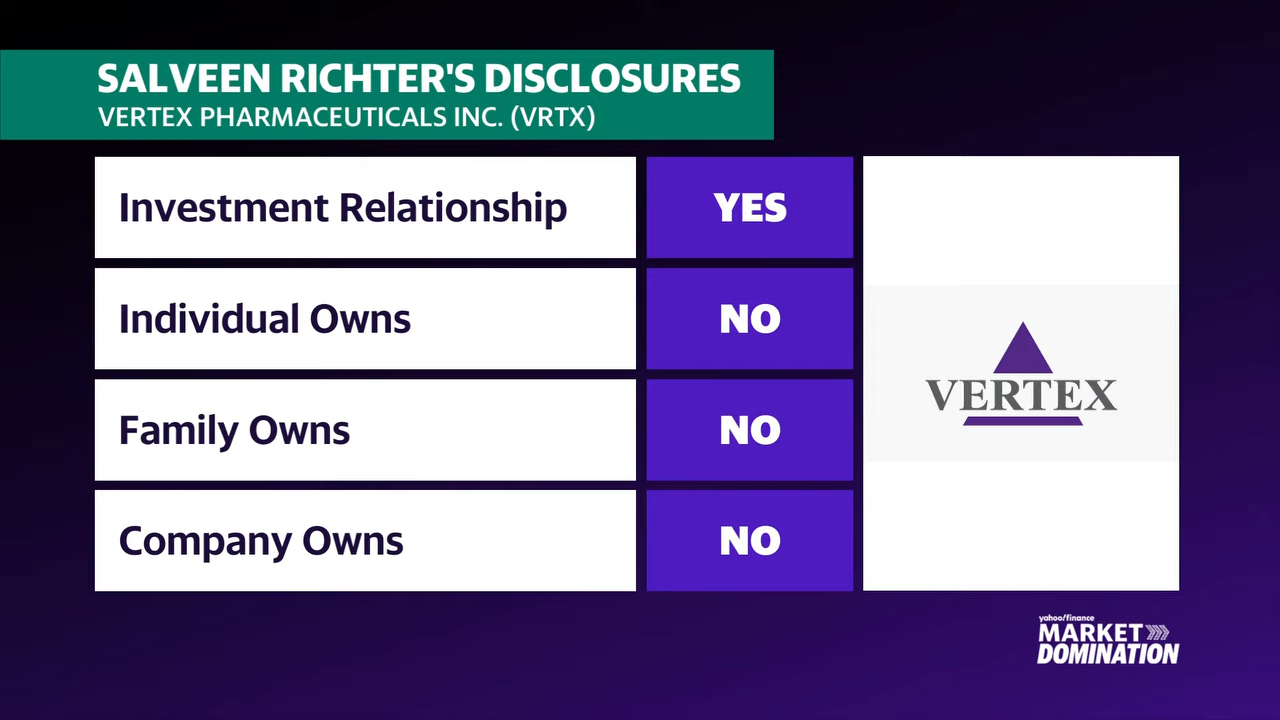 SALVEEN RICHTER'S DISCLOSURES
VERTEX PHARMACEUTICALS INC. (VRTX)
Investment Relationship YES
Individual Owns NO
Family Owns NO
Company Owns NO
VERTEX
yahoo!finance
MARKET
DOMINATION